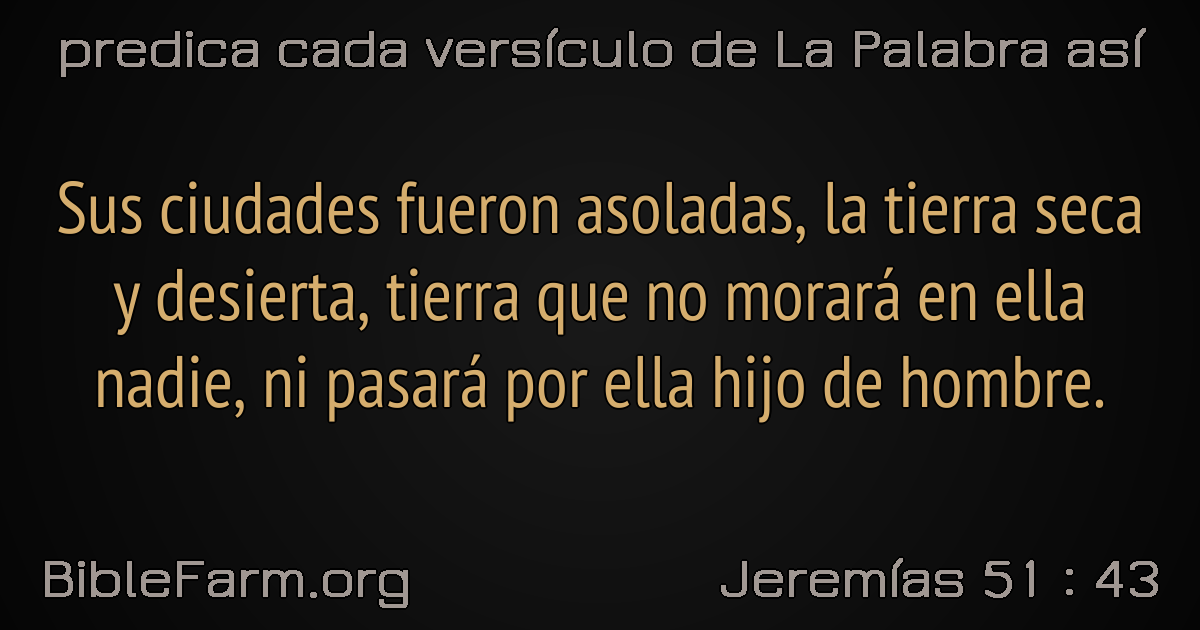 predica cada versículo de La Palabra así
Sus ciudades fueron asoladas, la tierra seca
y desierta, tierra que no morará en ella
nadie, ni pasará por ella hijo de hombre.
BibleFarm.org
Jeremías 51 : 43